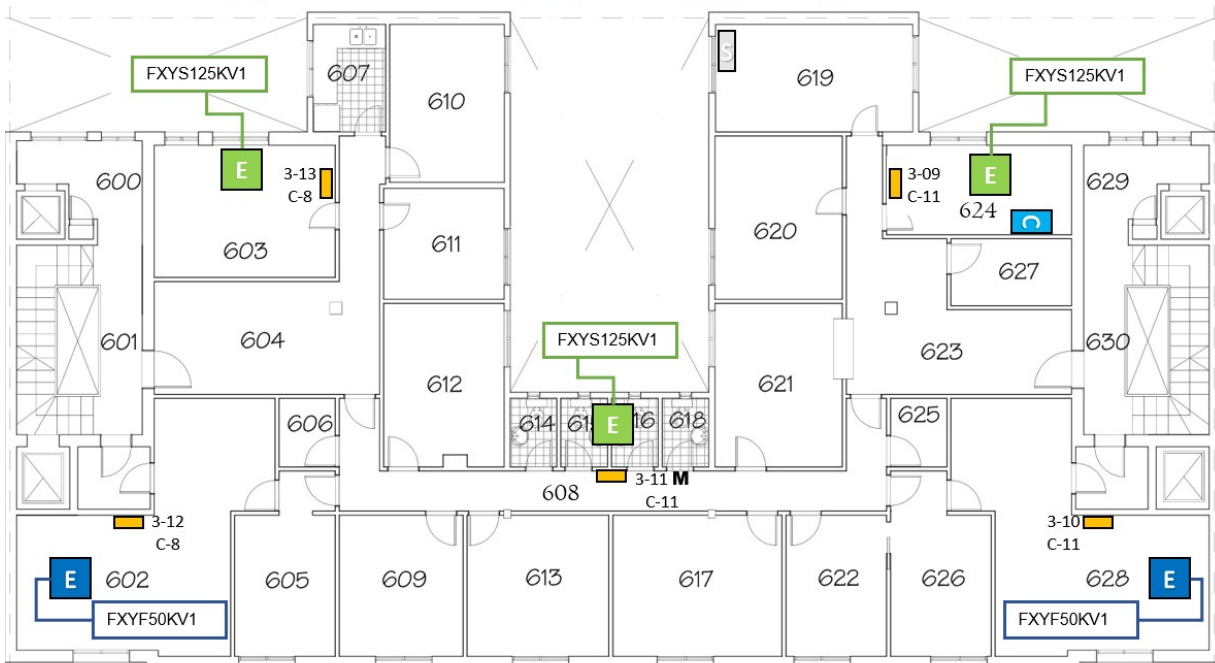 607
610
619
FXYS125KV1
FXYS125KV1
600
E
3-13
C-8
603
611
620
3-09
C-11
E
624
C
629
627
S
601
604
612
FXYS125KV1
621
623
630
606
614
E
16
618
625
608
3-11 M
C-11
3-12
C-8
3-10
C-11
602
E
605
609
613
617
622
626
628
E
FXYF50KV1
FXYF50KV1